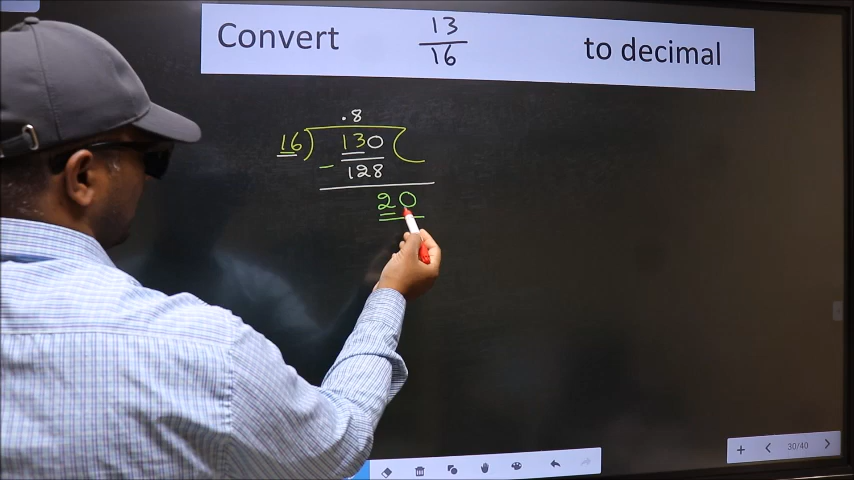 Convert 13/16 to decimal
.8
16 ) 130 (
- 128
20
30/40